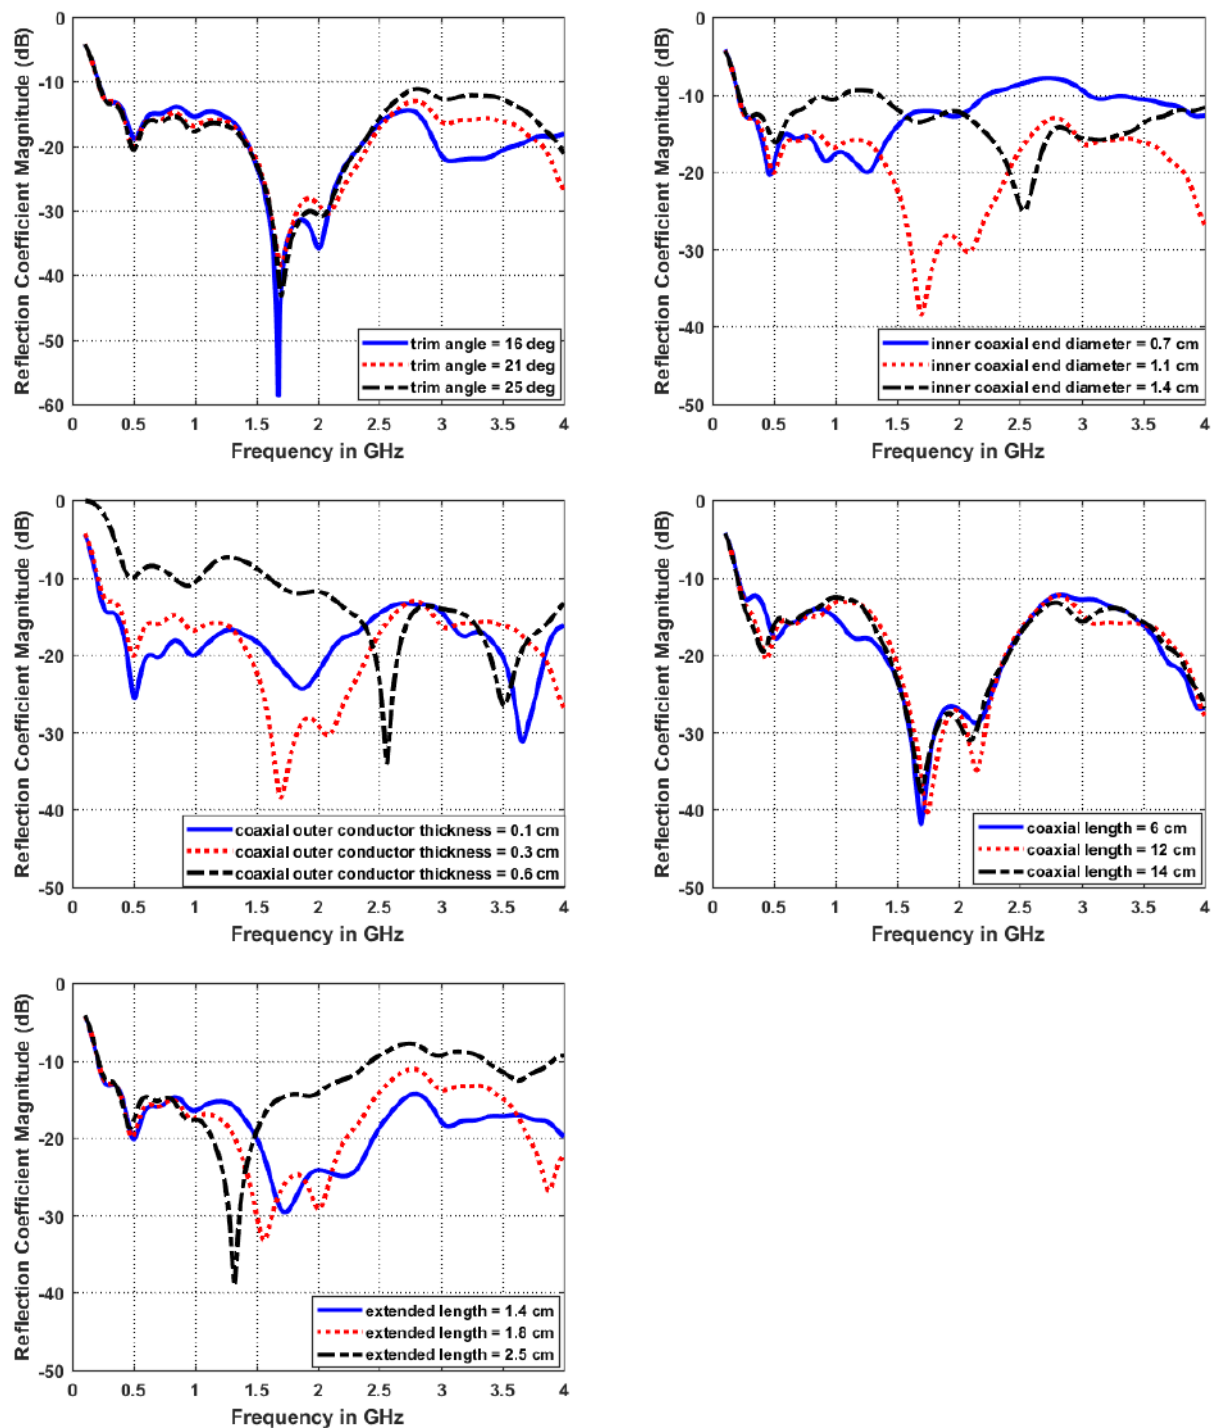 Reflection Coefficient Magnitude (dB)
0
-10
-20
-30
-40
-50
-60
trim angle = 16 deg
trim angle = 21 deg
trim angle = 25 deg
0 0.5 1 1.5 2 2.5 3 3.5 4
Frequency in GHz
Reflection Coefficient Magnitude (dB)
0
-10
-20
-30
-40
-50
inner coaxial end diameter = 0.7 cm
inner coaxial end diameter = 1.1 cm
inner coaxial end diameter = 1.4 cm
0 0.5 1 1.5 2 2.5 3 3.5 4
Frequency in GHz
Reflection Coefficient Magnitude (dB)
0
-10
-20
-30
-40
-50
coaxial outer conductor thickness = 0.1 cm
coaxial outer conductor thickness = 0.3 cm
coaxial outer conductor thickness = 0.6 cm
0 0.5 1 1.5 2 2.5 3 3.5 4
Frequency in GHz
Reflection Coefficient Magnitude (dB)
0
-10
-20
-30
-40
-50
coaxial length = 6 cm
coaxial length = 12 cm
coaxial length = 14 cm
0 0.5 1 1.5 2 2.5 3 3.5 4
Frequency in GHz
Reflection Coefficient Magnitude (dB)
0
-10
-20
-30
-40
-50
extended length = 1.4 cm
extended length = 1.8 cm
extended length = 2.5 cm
0 0.5 1 1.5 2 2.5 3 3.5 4
Frequency in GHz